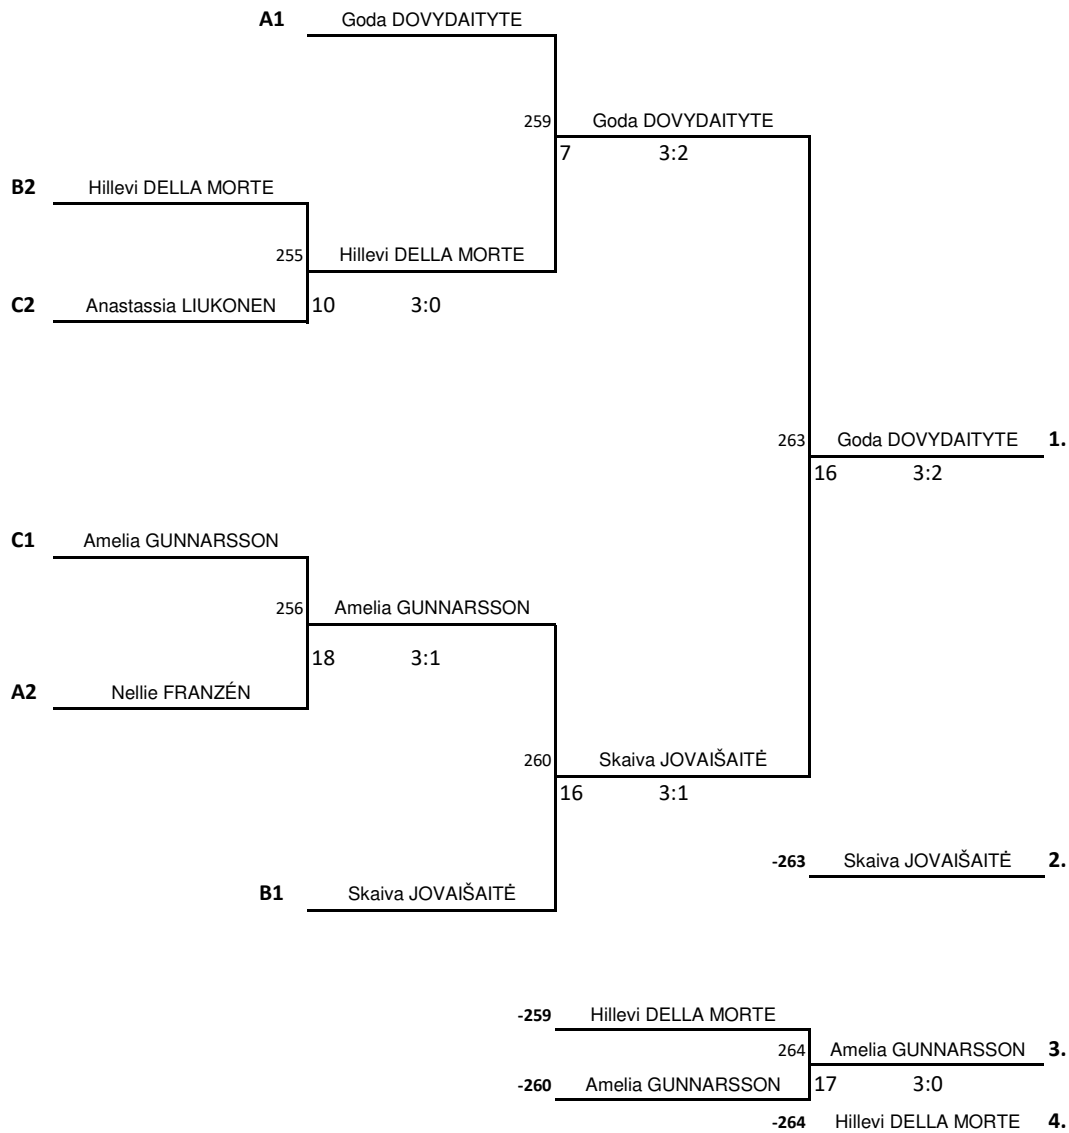 A1 Goda DOVYDAITYTE
259 Goda DOVYDAITYTE
7 3:2
B2 Hillevi DELLA MORTE
255 Hillevi DELLA MORTE
C2 Anastassia LIUKONEN 10 3:0
263 Goda DOVYDAITYTE 1.
16 3:2
C1 Amelia GUNNARSSON
256 Amelia GUNNARSSON
18 3:1
A2 Nellie FRANZÉN
260 Skaiva JOVAIŠAITĖ
16 3:1
-263 Skaiva JOVAIŠAITĖ 2.
B1 Skaiva JOVAIŠAITĖ
-259 Hillevi DELLA MORTE
264 Amelia GUNNARSSON 3.
-260 Amelia GUNNARSSON 17 3:0
-264 Hillevi DELLA MORTE 4.